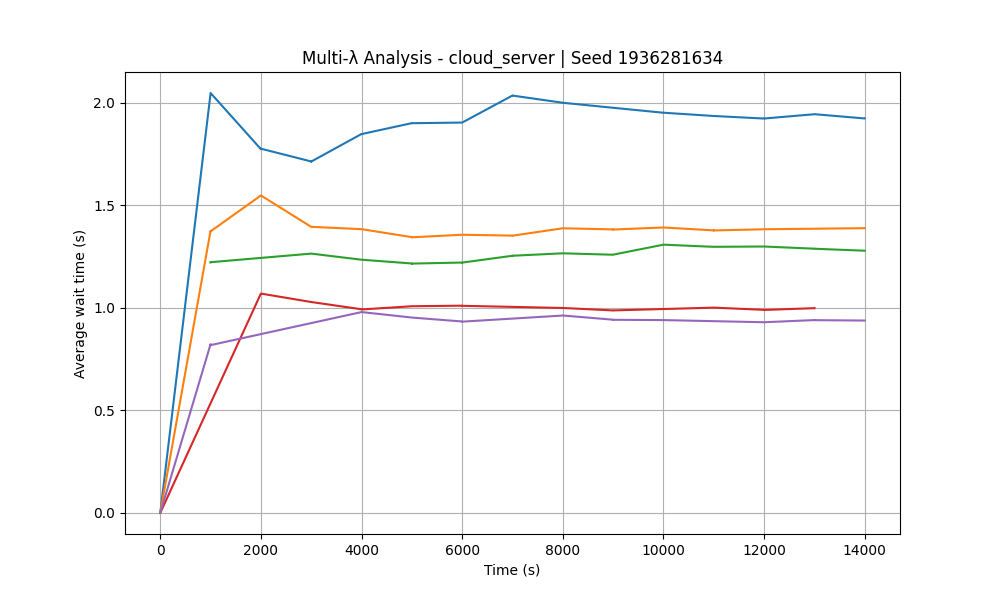 Multi-λ Analysis - cloud_server | Seed 1936281634
Average wait time (s)
2.0
1.5
1.0
0.5
0.0
0 2000 4000 6000 8000 10000 12000 14000
Time (s)